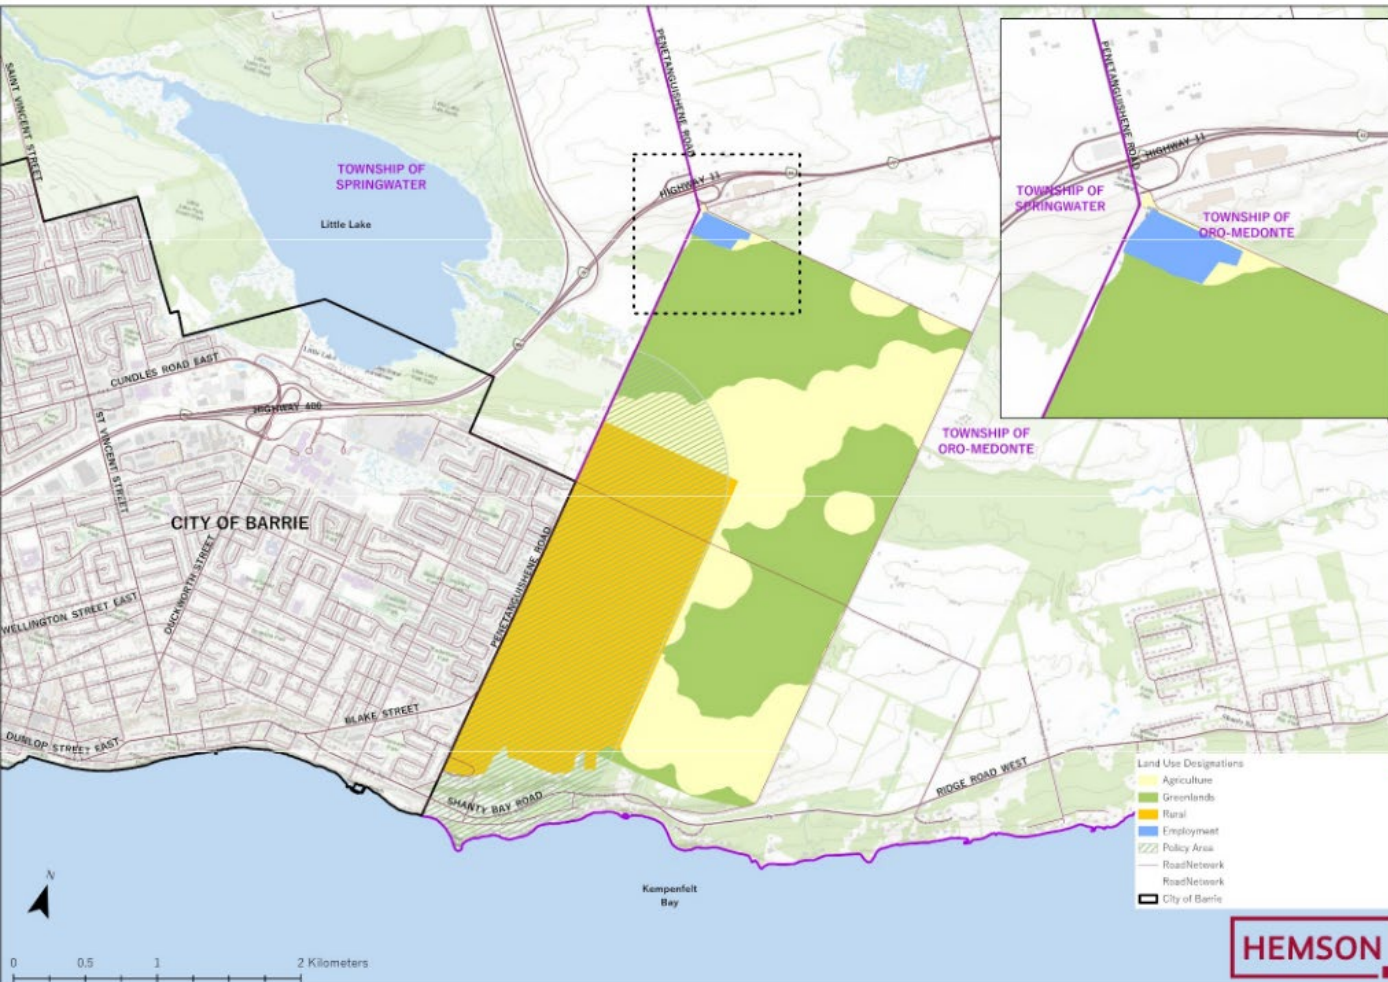 SAINT VINCENT STREET
PENETANGUISHENE ROAD
TOWNSHIP OF
SPRINGWATER
Little Lake
HIGHWAY 11
CUNDLES ROAD EAST
HIGHWAY 400
ST VINCENT STREET
CITY OF BARRIE
DUCKWORTH STREET
WELLINGTON STREET EAST
PENETANGUISHENE ROAD
BLAKE STREET
DUNLOP STREET EAST
SHANTY BAY ROAD
RIDGE ROAD WEST
TOWNSHIP OF
ORO-MEDONTE
Kempenfelt
Bay
PENETANGUISHENE ROAD
HIGHWAY 11
TOWNSHIP OF
SPRINGWATER
TOWNSHIP OF
ORO-MEDONTE
Land Use Designations
Agriculture
Greenlands
Rural
Employment
Policy Area
RoadNetwork
RoadNetwork
City of Barrie
N
0 0.5 1 2 Kilometers
HEMSON